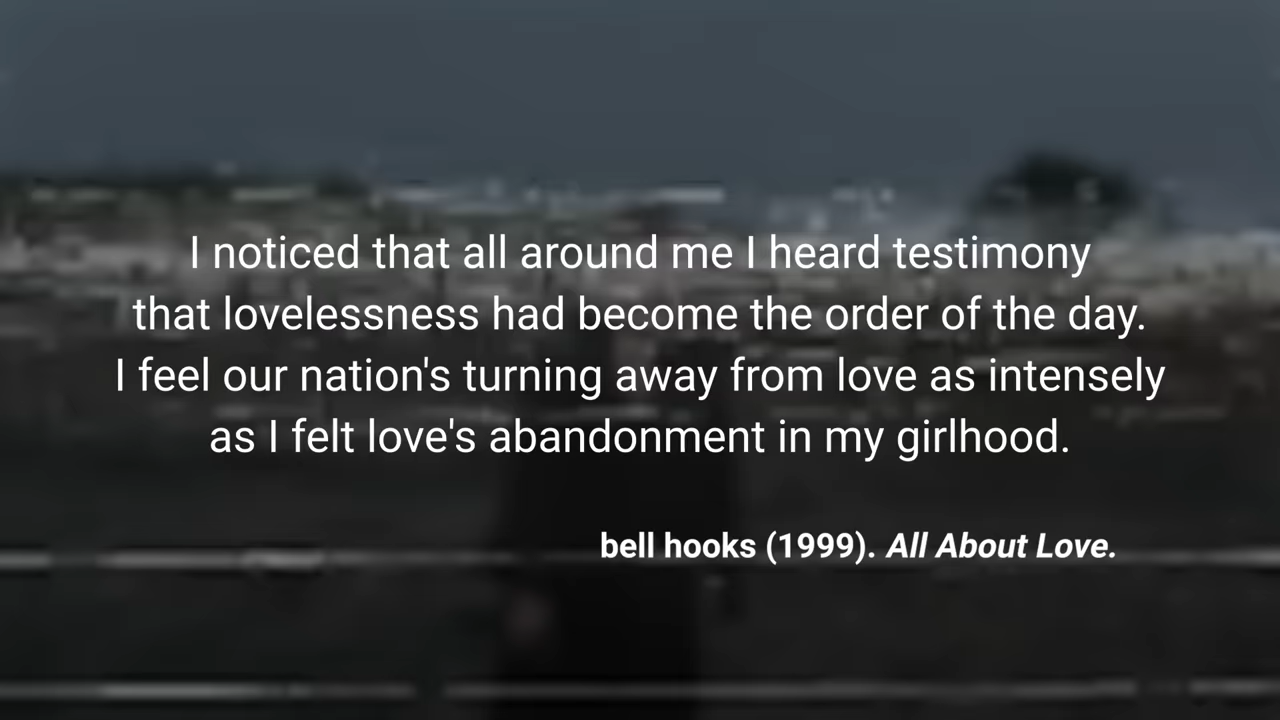 I noticed that all around me I heard testimony
that lovelessness had become the order of the day.
I feel our nation's turning away from love as intensely
as I felt love's abandonment in my girlhood.
bell hooks (1999). All About Love.